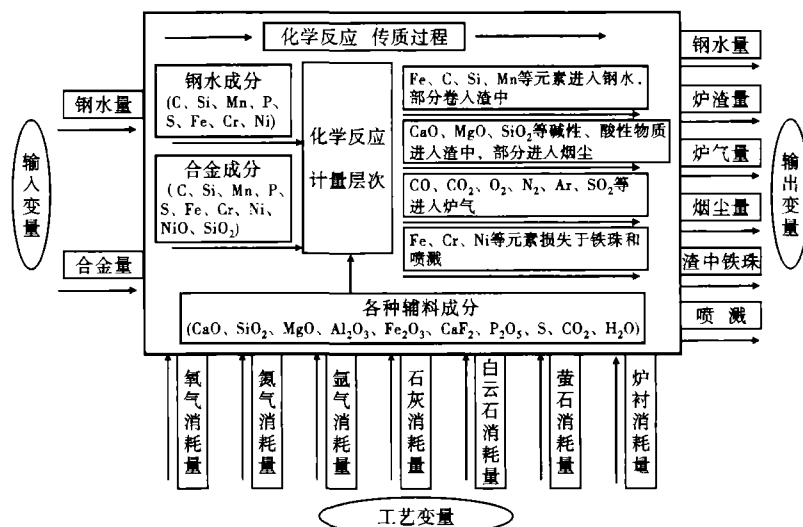 化学反应 传质过程
钢水量
合金量
输入变量
钢水成分
(C、Si、Mn、P、
S、Fe、Cr、Ni)
合金成分
(C、Si、Mn、P、
S、Fe、Cr、Ni、
NiO、SiO₂)
化学反应
计量层次
Fe、C、Si、Mn等元素进入钢水,
部分卷入渣中
CaO、MgO、SiO₂等碱性、酸性物质
进入渣中,部分进入烟尘
CO、CO₂、O₂、N₂、Ar、SO₂等
进入炉气
Fe、Cr、Ni等元素损失于铁珠和
喷溅
各种辅料成分
(CaO、SiO₂、MgO、Al₂O₃、Fe₂O₃、CaF₂、P₂O₅、S、CO₂、H₂O)
钢水量
炉渣量
炉气量
烟尘量
渣中铁珠
喷 溅
输出变量
氧气消耗量
氮气消耗量
氩气消耗量
石灰消耗量
白云石消耗量
萤石消耗量
炉衬消耗量
工艺变量